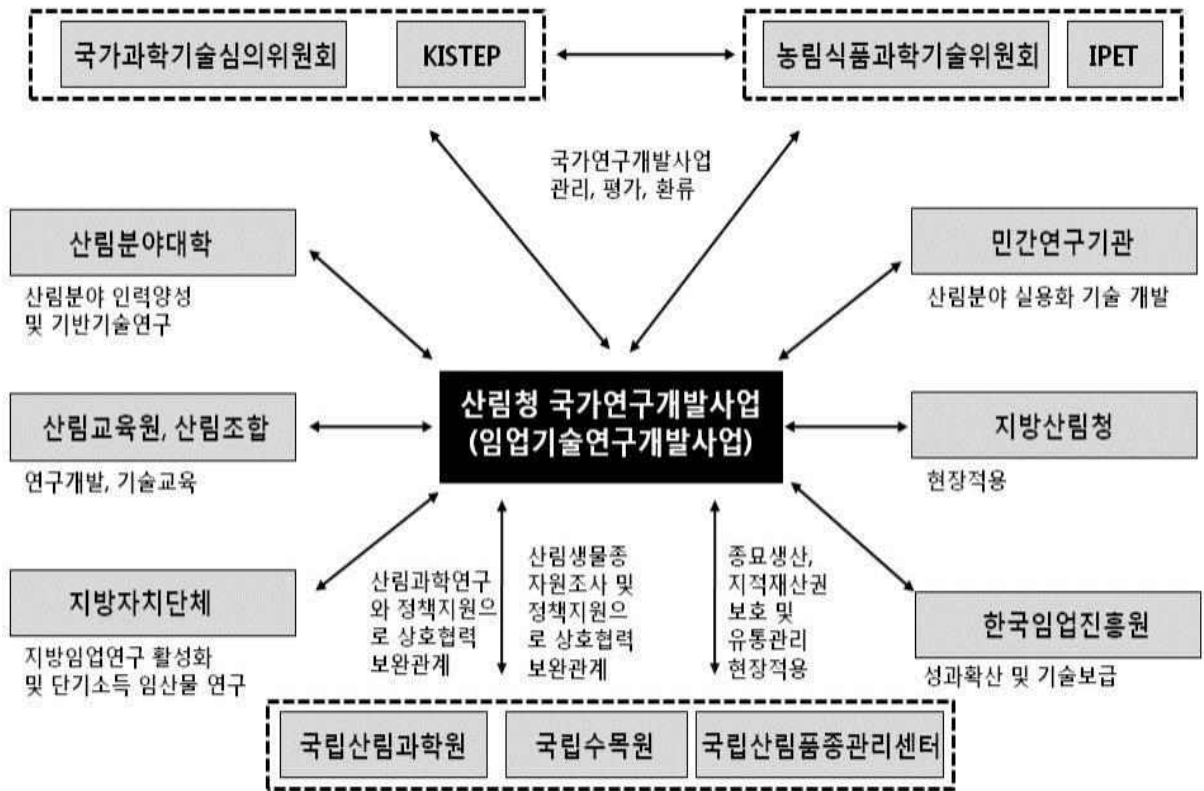 국가과학기술심의위원회
KISTEP
농림식품과학기술위원회
IPET
국가연구개발사업
관리, 평가, 환류
산림분야대학
산림분야 인력양성
및 기반기술연구
민간연구기관
산림분야 실용화 기술 개발
산림청 국가연구개발사업
(임업기술연구개발사업)
산림교육원, 산림조합
연구개발, 기술교육
지방산림청
현장적용
지방자치단체
지방임업연구 활성화
및 단기소득 임산물 연구
산림과학연구
와 정책지원으
로 상호협력
보완관계
산림생물종
자원조사 및
정책지원으
로 상호협력
보완관계
종묘생산,
지적재산권
보호 및
유통관리
현장적용
한국임업진흥원
성과확산 및 기술보급
국립산림과학원
국립수목원
국립산림품종관리센터